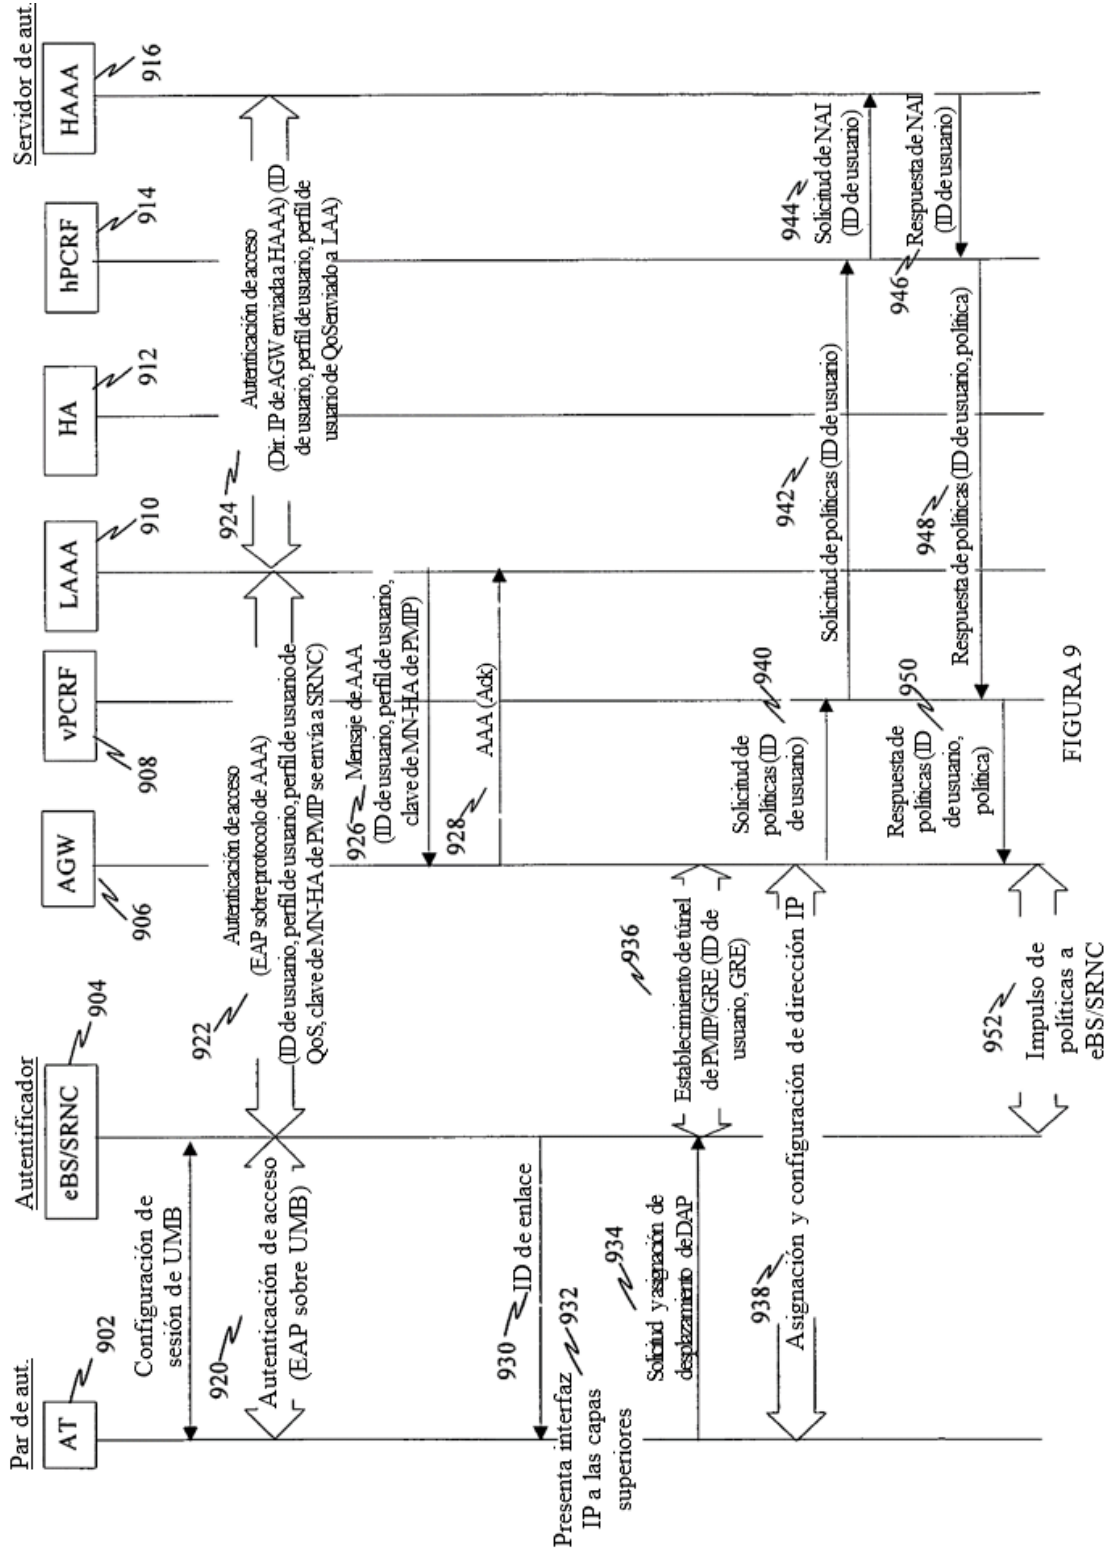 Par de aut.
Autentificador
Servidor de aut.
AT
eBS/SRNC
AGW
vPCRF
LAAA
HA
hPCRF
HAAA
902
904
906
908
910
912
914
916
Configuración de
sesión de UMB
920
Autenticación de acceso
(EAP sobre UMB)
922
Autenticación de acceso
(EAP sobre protocolo de AAA)
(ID de usuario, perfil de usuario, perfil de usuario de
QoS, clave de MN-HA de PMIP se envía a SRNC)
924
Autenticación de acceso
(Dir. IP de AGW enviada a HAAA) (ID
de usuario, perfil de usuario, perfil de
usuario de QoS enviado a LAA)
926 Mensaje de AAA
(ID de usuario, perfil de usuario,
clave de MN-HA de PMIP)
928
AAA (Ack)
930 ID de enlace
Presenta interfaz 932
IP a las capas
superiores
934
Solicitud y asignación de
desplazamiento de DAP
936
Establecimiento de túnel
de PMIP/GRE (ID de
usuario, GRE)
938
Asignación y configuración de dirección IP
Solicitud de 940
políticas (ID
de usuario)
942
Solicitud de políticas (ID de usuario)
944
Solicitud de NAI
(ID de usuario)
946 Respuesta de NAI
(ID de usuario)
948
Respuesta de políticas (ID de usuario, política)
Respuesta de 950
políticas (ID
de usuario,
política)
952
Impulso de
políticas a
eBS/SRNC
FIGURA 9